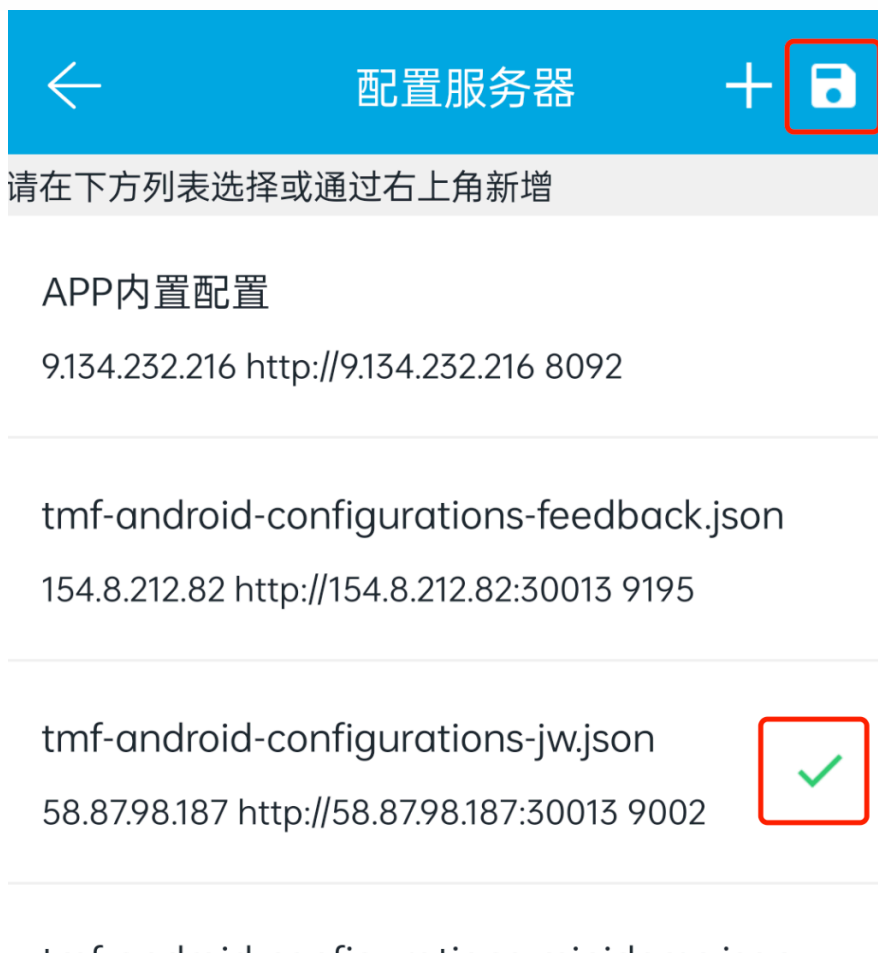 配置服务器
请在下方列表选择或通过右上角新增
APP内置配置
9.134.232.216 http://9.134.232.216 8092
tmf-android-configurations-feedback.json
154.8.212.82 http://154.8.212.82:30013 9195
tmf-android-configurations-jw.json
58.87.98.187 http://58.87.98.187:30013 9002